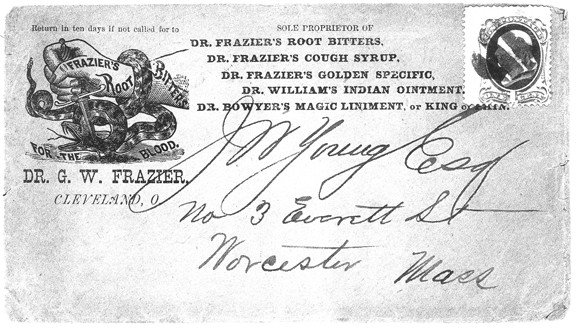 Return in ten days if not called for to
FRAZIER'S
ROOT
BITTERS
FOR THE BLOOD.
DR. G. W. FRAZIER,
CLEVELAND, O.
SOLE PROPRIETOR OF
DR. FRAZIER'S ROOT BITTERS,
DR. FRAZIER'S COUGH SYRUP,
DR. FRAZIER'S GOLDEN SPECIFIC,
DR. WILLIAM'S INDIAN OINTMENT,
DR. BOWYER'S MAGIC LINIMENT, or KING of PAIN.
J W Young Esq
No 3 Everett St
Worcester Mass